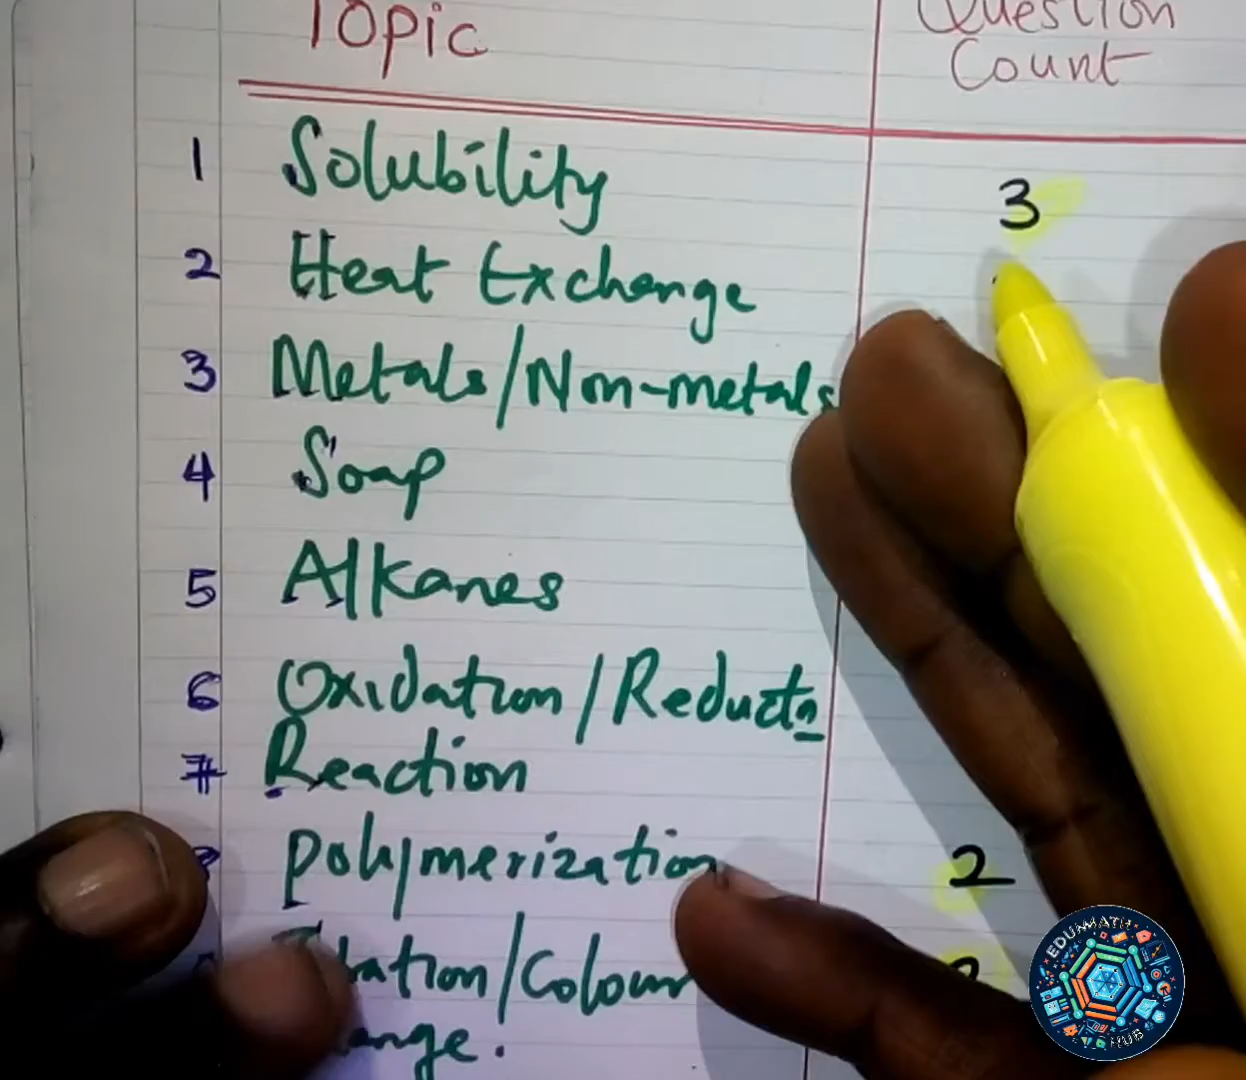 Topic
Question
Count
1 Solubility 3
2 Heat Exchange
3 Metals/Non-metals
4 Soap
5 Alkanes
6 Oxidation/Reductn
7 Reaction
Polymerization 2
/Colour
EDUMATH
HUB